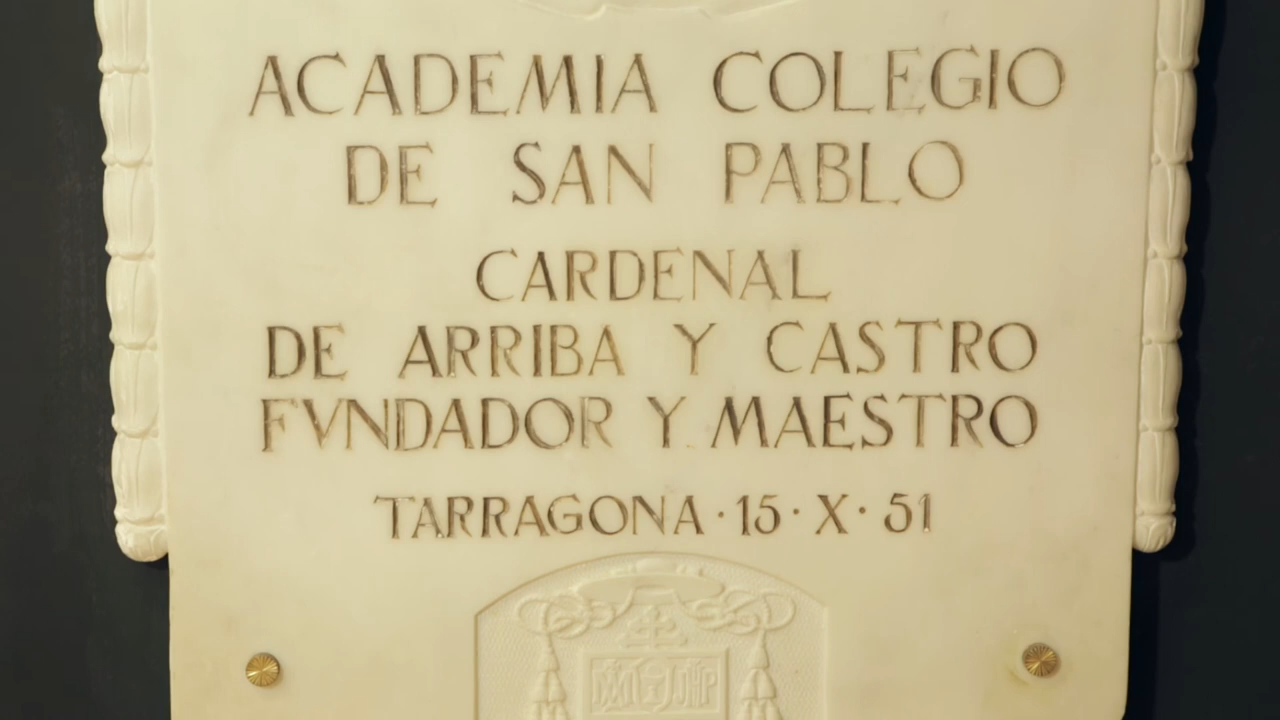 ACADEMIA COLEGIO
DE SAN PABLO
CARDENAL
DE ARRIBA Y CASTRO
FVNDADOR Y MAESTRO
TARRAGONA · 15 · X · 51